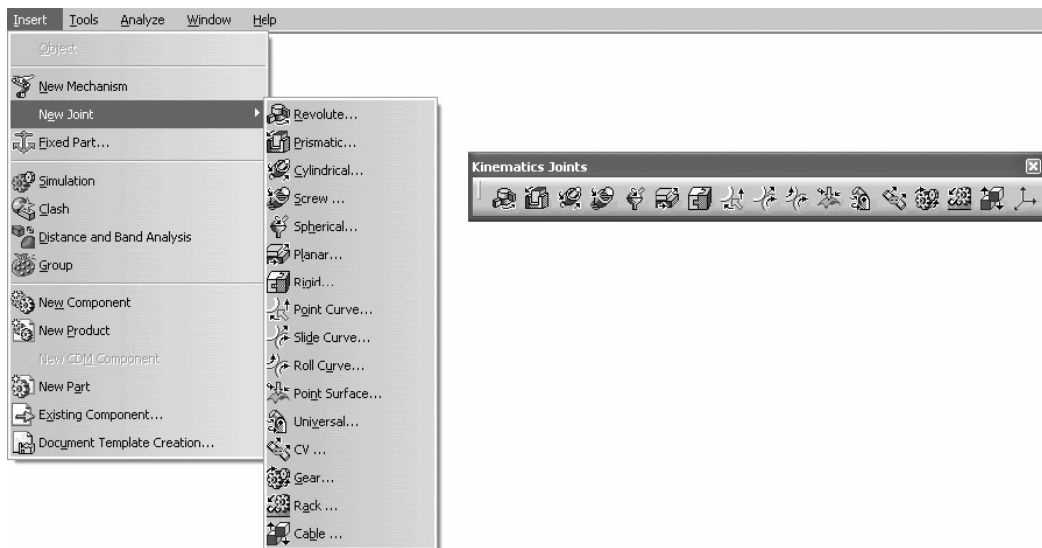 Insert Tools Analyze Window Help
Object
New Mechanism
New Joint
Fixed Part...
Simulation
Clash
Distance and Band Analysis
Group
New Component
New Product
New CDM Component
New Part
Existing Component...
Document Template Creation...
Revolute...
Prismatic...
Cylindrical...
Screw ...
Spherical...
Planar...
Rigid...
Point Curve...
Slide Curve...
Roll Curve...
Point Surface...
Universal...
CV ...
Gear...
Rack ...
Cable ...
Kinematics Joints